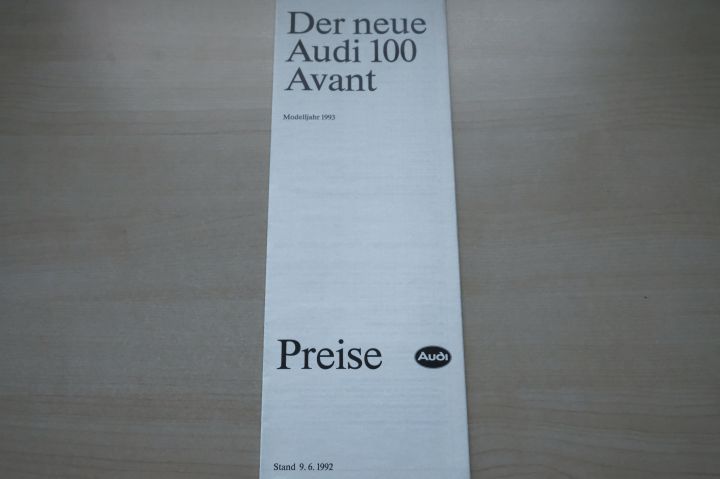 Der neue
Audi 100
Avant
Modelljahr 1993
Preise
Audi
Stand 9. 6. 1992